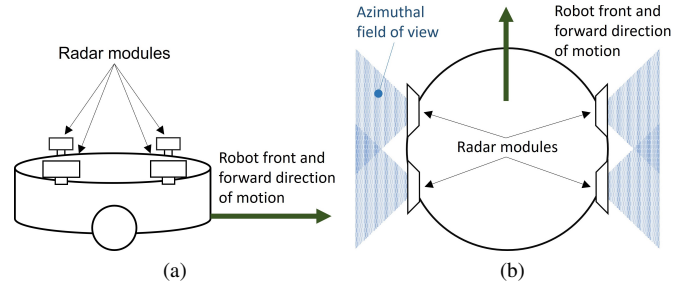 Radar modules
Robot front and
forward direction
of motion
(a)
Azimuthal
field of view
Robot front and
forward direction
of motion
Radar modules
(b)